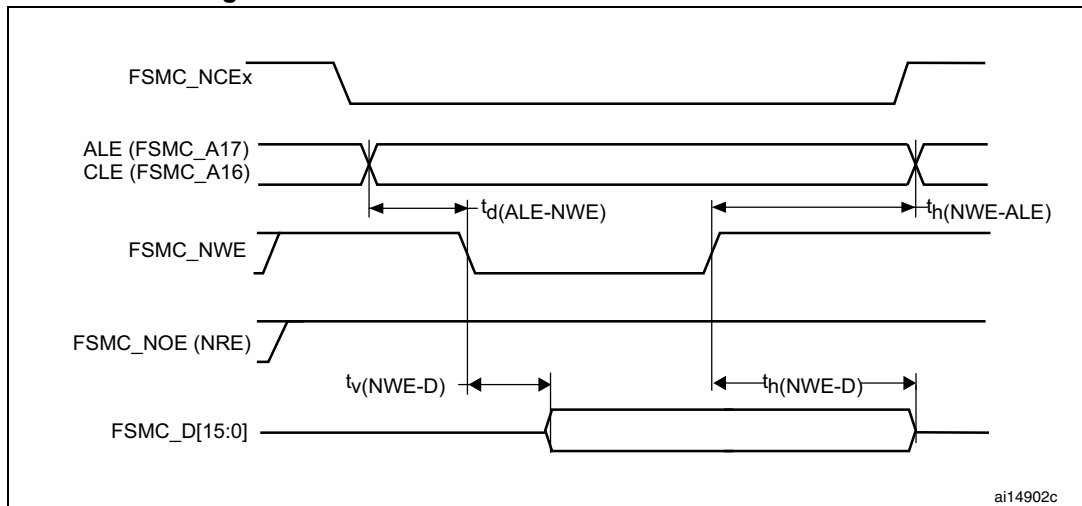 FSMC_NCEx
ALE (FSMC_A17)
CLE (FSMC_A16)
td(ALE-NWE)
th(NWE-ALE)
FSMC_NWE
FSMC_NOE (NRE)
tv(NWE-D)
th(NWE-D)
FSMC_D[15:0]
ai14902c